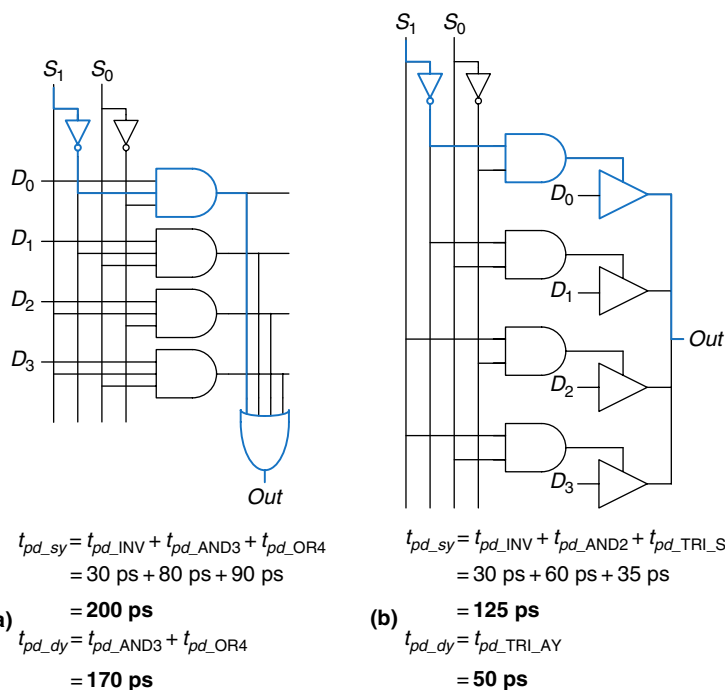 S1 S0
D0
D1
D2
D3
Out
tpd_sy = tpd_INV + tpd_AND3 + tpd_OR4
= 30 ps + 80 ps + 90 ps
= 200 ps
(a)
tpd_dy = tpd_AND3 + tpd_OR4
= 170 ps
S1 S0
D0
D1
Out
D2
D3
tpd_sy = tpd_INV + tpd_AND2 + tpd_TRI_S
= 30 ps + 60 ps + 35 ps
= 125 ps
(b)
tpd_dy = tpd_TRI_AY
= 50 ps